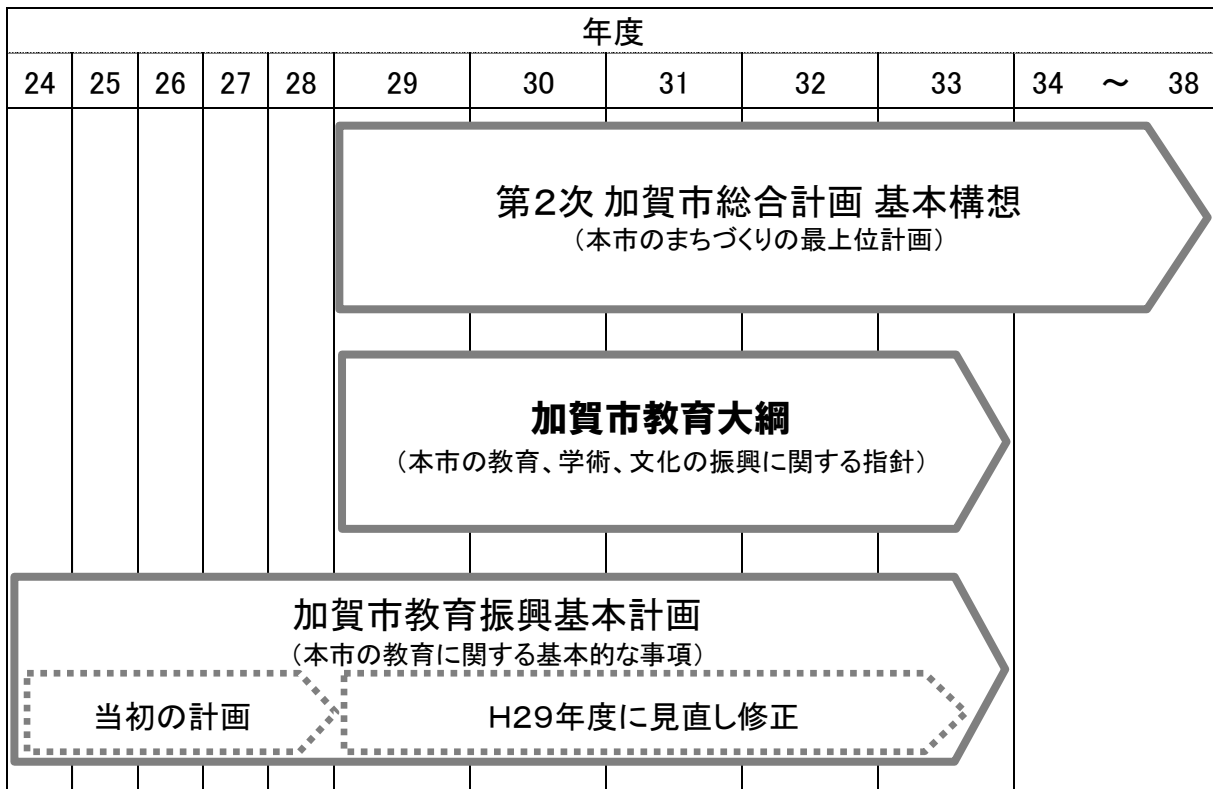 年度
24 25 26 27 28 29 30 31 32 33 34 ～ 38
第２次 加賀市総合計画 基本構想
（本市のまちづくりの最上位計画）
加賀市教育大綱
（本市の教育、学術、文化の振興に関する指針）
加賀市教育振興基本計画
（本市の教育に関する基本的な事項）
当初の計画 H29年度に見直し修正